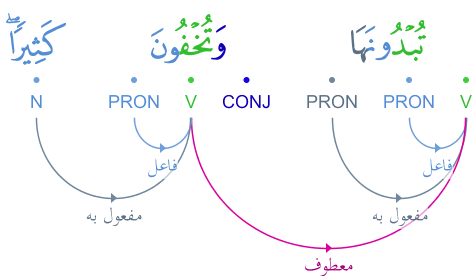 تُبْدُونَهَا وَتُخْفُونَ كَثِيرًا ۖ
N PRON V CONJ PRON PRON V
فاعل فاعل
مفعول به مفعول به
معطوف